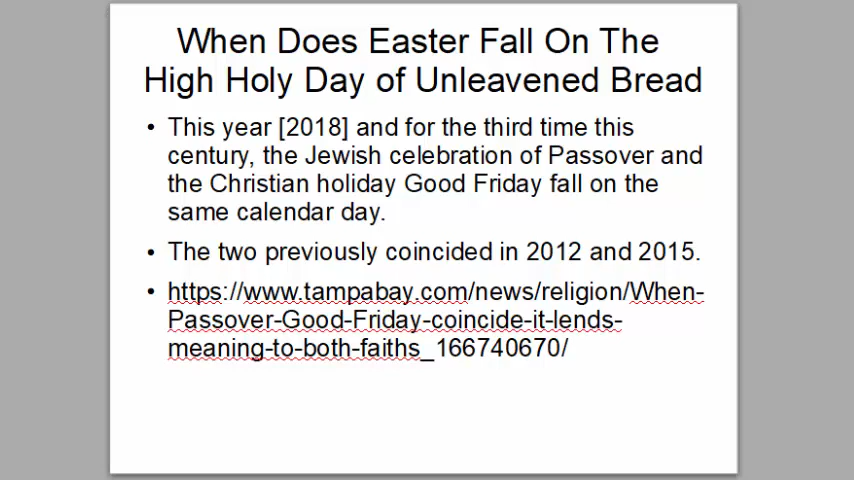 When Does Easter Fall On The
High Holy Day of Unleavened Bread
• This year [2018] and for the third time this
century, the Jewish celebration of Passover and
the Christian holiday Good Friday fall on the
same calendar day.
• The two previously coincided in 2012 and 2015.
• https://www.tampabay.com/news/religion/When-
Passover-Good-Friday-coincide-it-lends-
meaning-to-both-faiths_166740670/